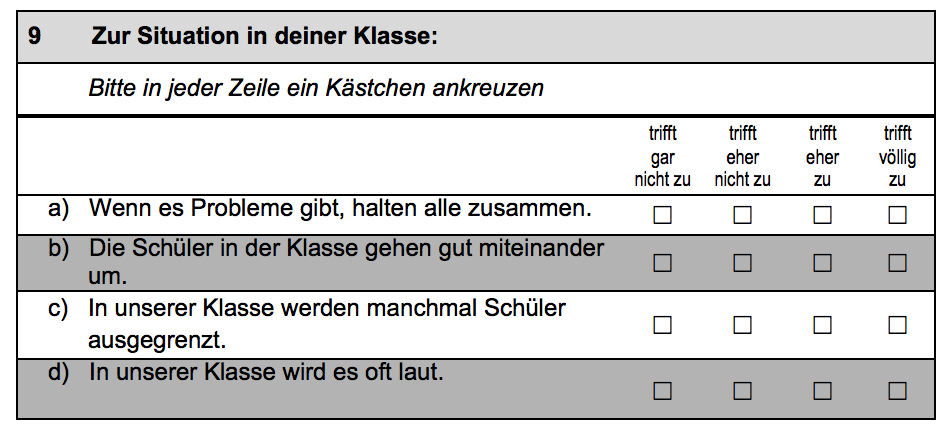 9 Zur Situation in deiner Klasse:
Bitte in jeder Zeile ein Kästchen ankreuzen
trifft gar nicht zu
trifft eher nicht zu
trifft eher zu
trifft völlig zu
a) Wenn es Probleme gibt, halten alle zusammen. ☐ ☐ ☐ ☐
b) Die Schüler in der Klasse gehen gut miteinander
um. ☐ ☐ ☐ ☐
c) In unserer Klasse werden manchmal Schüler
ausgegrenzt. ☐ ☐ ☐ ☐
d) In unserer Klasse wird es oft laut. ☐ ☐ ☐ ☐